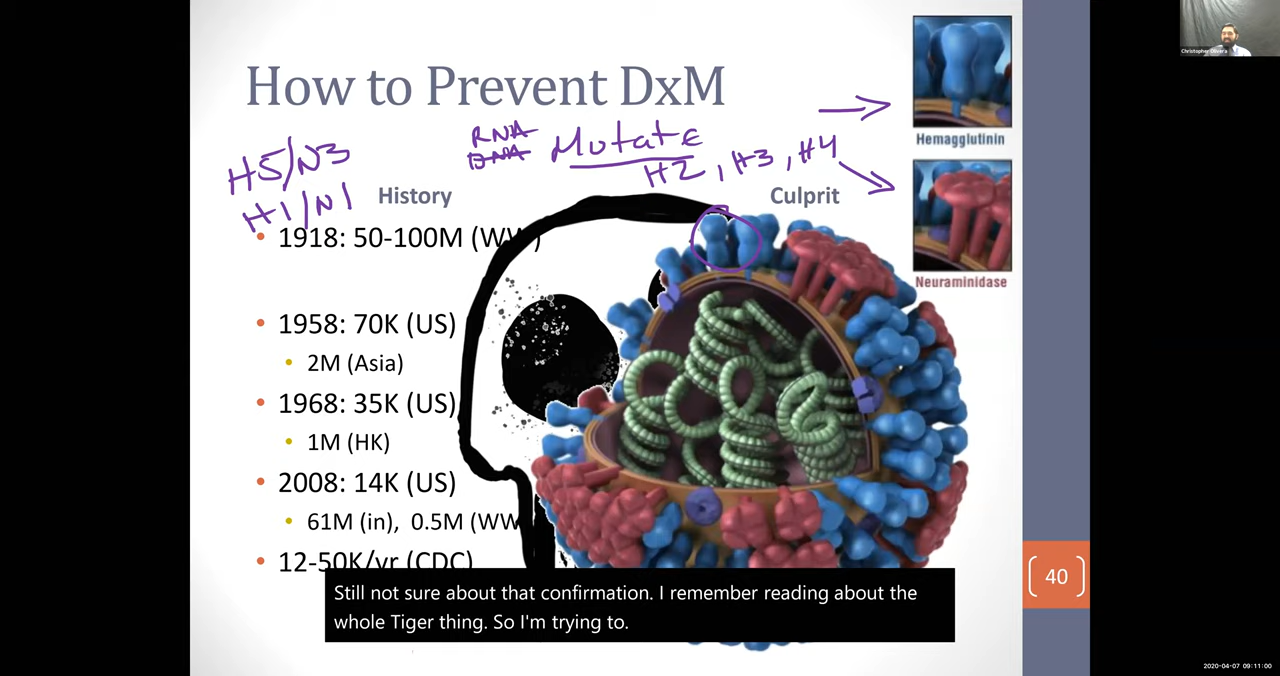 Christopher Olivera
How to Prevent DxM
Hemagglutinin
RNA
DNA
Mutate
H5/N3
H2, H3, H4
H1/N1
History
Culprit
• 1918: 50-100M (WW)
Neuraminidase
• 1958: 70K (US)
• 2M (Asia)
• 1968: 35K (US)
• 1M (HK)
• 2008: 14K (US)
• 61M (in), 0.5M (WW
• 12-50K/yr (CDC)
40
Still not sure about that confirmation. I remember reading about the
whole Tiger thing. So I'm trying to.
2020-04-07 09:11:00